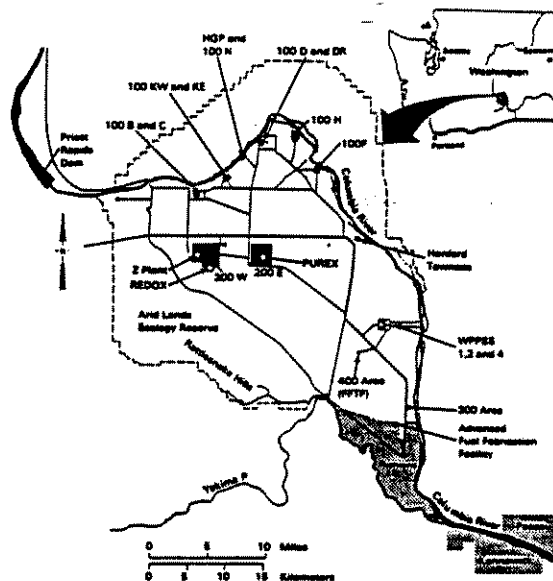 HGP and
100 N
100 D and DR
100 KW and KE
100 H
100 B and C
100F
Priest
Rapids
Dam
Seattle
Spokane
Washington
Portland
Columbia River
Hanford
Townsite
Z Plant
REDOX
200 W
200 E
PUREX
Arid Lands
Ecology Reserve
Rattlesnake Hills
WPPSS
1,2 and 4
400 Area
(FFTF)
300 Area
Advanced
Fuel Fabrication
Facility
Yakima R
Columbia River
0 5 10 Miles
0 5 10 15 Kilometers